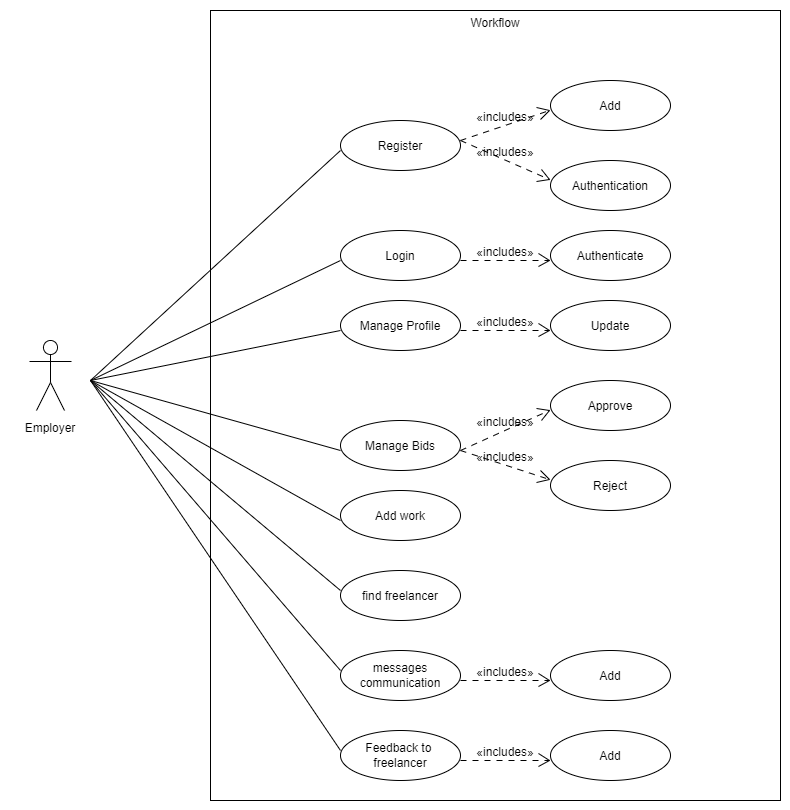 Workflow
Add
«includes»
Register
«includes»
Authentication
Login
«includes»
Authenticate
Manage Profile
«includes»
Update
Employer
Approve
«includes»
Manage Bids
«includes»
Reject
Add work
find freelancer
messages
communication
«includes»
Add
Feedback to
freelancer
«includes»
Add